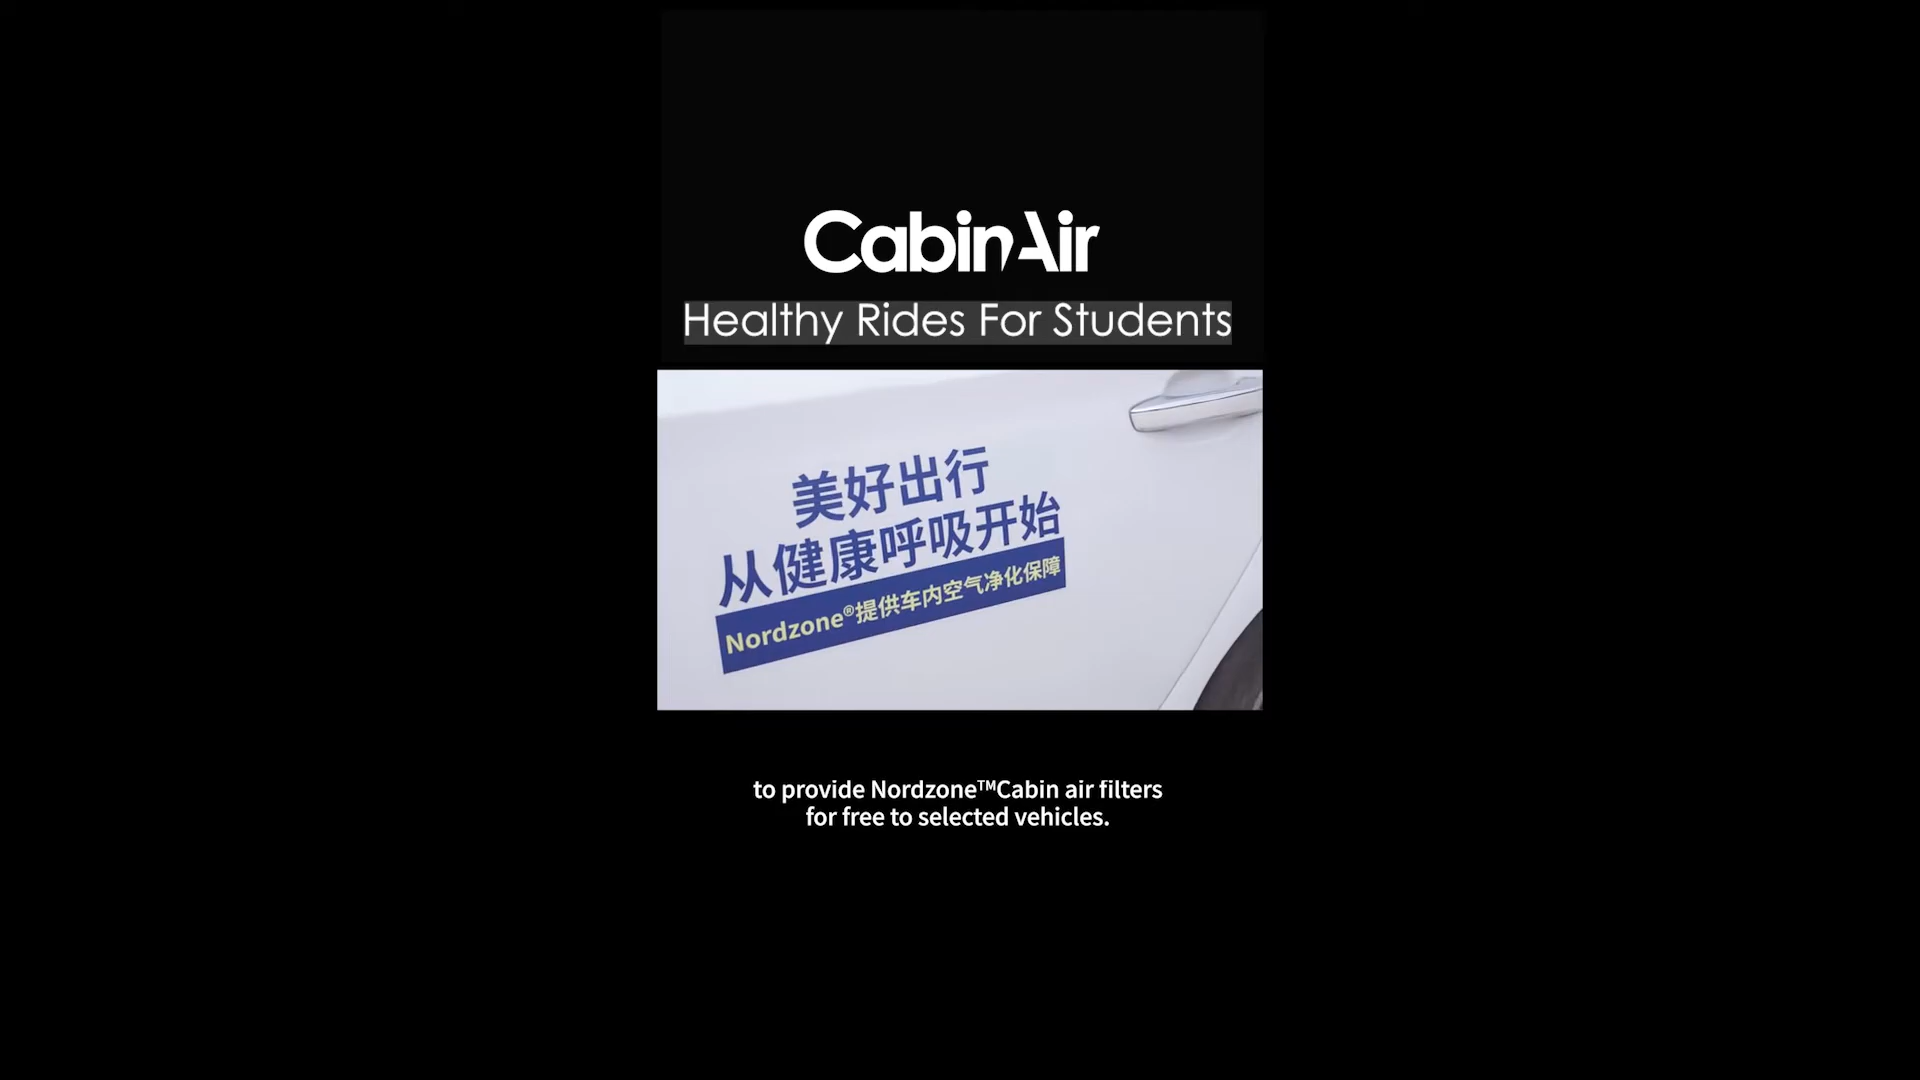 CabinAir
Healthy Rides For Students
美好出行
从健康呼吸开始
Nordzone®提供车内空气净化保障
to provide Nordzone™Cabin air filters
for free to selected vehicles.